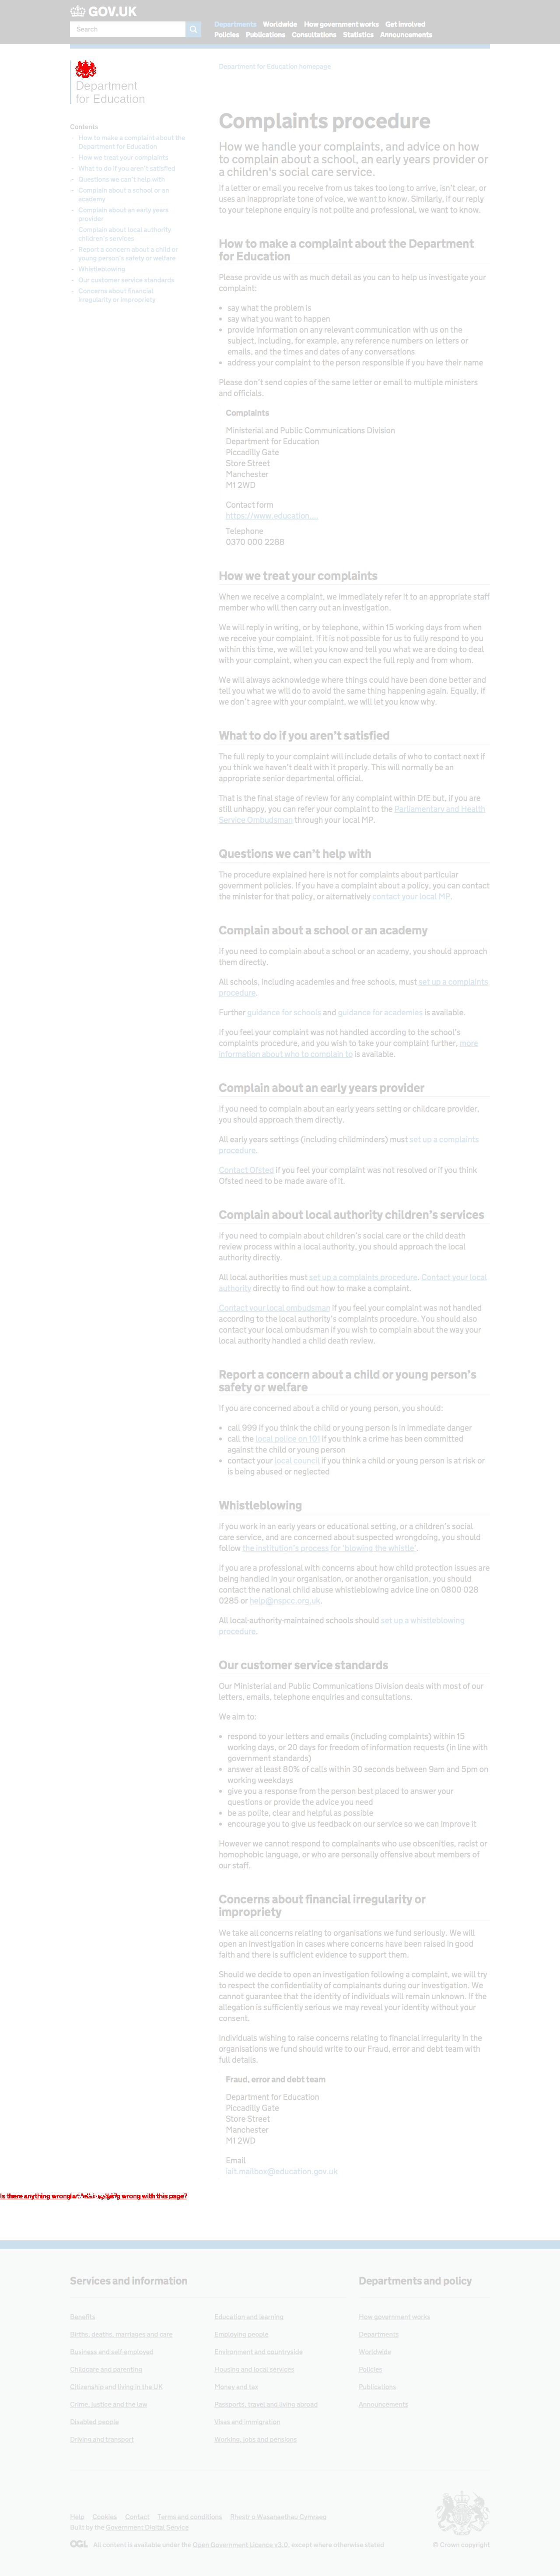 GOV.UK
Search
Departments Worldwide How government works Get involved
Policies Publications Consultations Statistics Announcements
Department
for Education
Department for Education homepage
Contents
How to make a complaint about the
Department for Education
How we treat your complaints
What to do if you aren't satisfied
Questions we can't help with
Complain about a school or an
academy
Complain about an early years
provider
Complain about local authority
children's services
Report a concern about a child or
young person's safety or welfare
Whistleblowing
Our customer service standards
Concerns about financial
irregularity or impropriety
Complaints procedure
How we handle your complaints, and advice on how
to complain about a school, an early years provider or
a children's social care service.
If a letter or email you receive from us takes too long to arrive, isn't clear, or
uses an inappropriate tone of voice, we want to know. Similarly, if our reply
to your telephone enquiry is not polite and professional, we want to know.
How to make a complaint about the Department
for Education
Please provide us with as much detail as you can to help us investigate your
complaint:
• say what the problem is
• say what you want to happen
• provide information on any relevant communication with us on the
subject, including, for example, any reference numbers on letters or
emails, and the times and dates of any conversations
• address your complaint to the person responsible if you have their name
Please don't send copies of the same letter or email to multiple ministers
and officials.
Complaints
Ministerial and Public Communications Division
Department for Education
Piccadilly Gate
Store Street
Manchester
M1 2WD
Contact form
https://www.education....
Telephone
0370 000 2288
How we treat your complaints
When we receive a complaint, we immediately refer it to an appropriate staff
member who will then carry out an investigation.
We will reply in writing, or by telephone, within 15 working days from when
we receive your complaint. If it is not possible for us to fully respond to you
within this time, we will let you know and tell you what we are doing to deal
with your complaint, when you can expect the full reply and from whom.
We will always acknowledge where things could have been done better and
tell you what we will do to avoid the same thing happening again. Equally, if
we don't agree with your complaint, we will let you know why.
What to do if you aren't satisfied
The full reply to your complaint will include details of who to contact next if
you think we haven't dealt with it properly. This will normally be an
appropriate senior departmental official.
That is the final stage of review for any complaint within DfE but, if you are
still unhappy, you can refer your complaint to the Parliamentary and Health
Service Ombudsman through your local MP.
Questions we can't help with
The procedure explained here is not for complaints about particular
government policies. If you have a complaint about a policy, you can contact
the minister for that policy, or alternatively contact your local MP.
Complain about a school or an academy
If you need to complain about a school or an academy, you should approach
them directly.
All schools, including academies and free schools, must set up a complaints
procedure.
Further guidance for schools and guidance for academies is available.
If you feel your complaint was not handled according to the school's
complaints procedure, and you wish to take your complaint further, more
information about who to complain to is available.
Complain about an early years provider
If you need to complain about an early years setting or childcare provider,
you should approach them directly.
All early years settings (including childminders) must set up a complaints
procedure.
Contact Ofsted if you feel your complaint was not resolved or if you think
Ofsted need to be made aware of it.
Complain about local authority children's services
If you need to complain about children's social care or the child death
review process within a local authority, you should approach the local
authority directly.
All local authorities must set up a complaints procedure. Contact your local
authority directly to find out how to make a complaint.
Contact your local ombudsman if you feel your complaint was not handled
according to the local authority's complaints procedure. You should also
contact your local ombudsman if you wish to complain about the way your
local authority handled a child death review.
Report a concern about a child or young person's
safety or welfare
If you are concerned about a child or young person, you should:
• call 999 if you think the child or young person is in immediate danger
• call the local police on 101 if you think a crime has been committed
against the child or young person
• contact your local council if you think a child or young person is at risk or
is being abused or neglected
Whistleblowing
If you work in an early years or educational setting, or a children's social
care service, and are concerned about suspected wrongdoing, you should
follow the institution's process for 'blowing the whistle'.
If you are a professional with concerns about how child protection issues are
being handled in your organisation, or another organisation, you should
contact the national child abuse whistleblowing advice line on 0800 028
0285 or help@nspcc.org.uk.
All local-authority-maintained schools should set up a whistleblowing
procedure.
Our customer service standards
Our Ministerial and Public Communications Division deals with most of our
letters, emails, telephone enquiries and consultations.
We aim to:
• respond to your letters and emails (including complaints) within 15
working days, or 20 days for freedom of information requests (in line with
government standards)
• answer at least 80% of calls within 30 seconds between 9am and 5pm on
working weekdays
• give you a response from the person best placed to answer your
questions or provide the advice you need
• be as polite, clear and helpful as possible
• encourage you to give us feedback on our service so we can improve it
However we cannot respond to complainants who use obscenities, racist or
homophobic language, or who are personally offensive about members of
our staff.
Concerns about financial irregularity or
impropriety
We take all concerns relating to organisations we fund seriously. We will
open an investigation in cases where concerns have been raised in good
faith and there is sufficient evidence to support them.
Should we decide to open an investigation following a complaint, we will try
to respect the confidentiality of complainants during our investigation. We
cannot guarantee that the identity of individuals will remain unknown. If the
allegation is sufficiently serious we may reveal your identity without your
consent.
Individuals wishing to raise concerns relating to financial irregularity in the
organisations we fund should write to our Fraud, error and debt team with
full details.
Fraud, error and debt team
Department for Education
Piccadilly Gate
Store Street
Manchester
M1 2WD
Email
iait.mailbox@education.gov.uk
is there anything wrong wrong with this page?
Services and information
Departments and policy
Benefits
Births, deaths, marriages and care
Business and self-employed
Childcare and parenting
Citizenship and living in the UK
Crime, justice and the law
Disabled people
Driving and transport
Education and learning
Employing people
Environment and countryside
Housing and local services
Money and tax
Passports, travel and living abroad
Visas and immigration
Working, jobs and pensions
How government works
Departments
Worldwide
Policies
Publications
Announcements
Help Cookies Contact Terms and conditions Rhestr o Wasanaethau Cymraeg
Built by the Government Digital Service
OGL All content is available under the Open Government Licence v3.0, except where otherwise stated
© Crown copyright